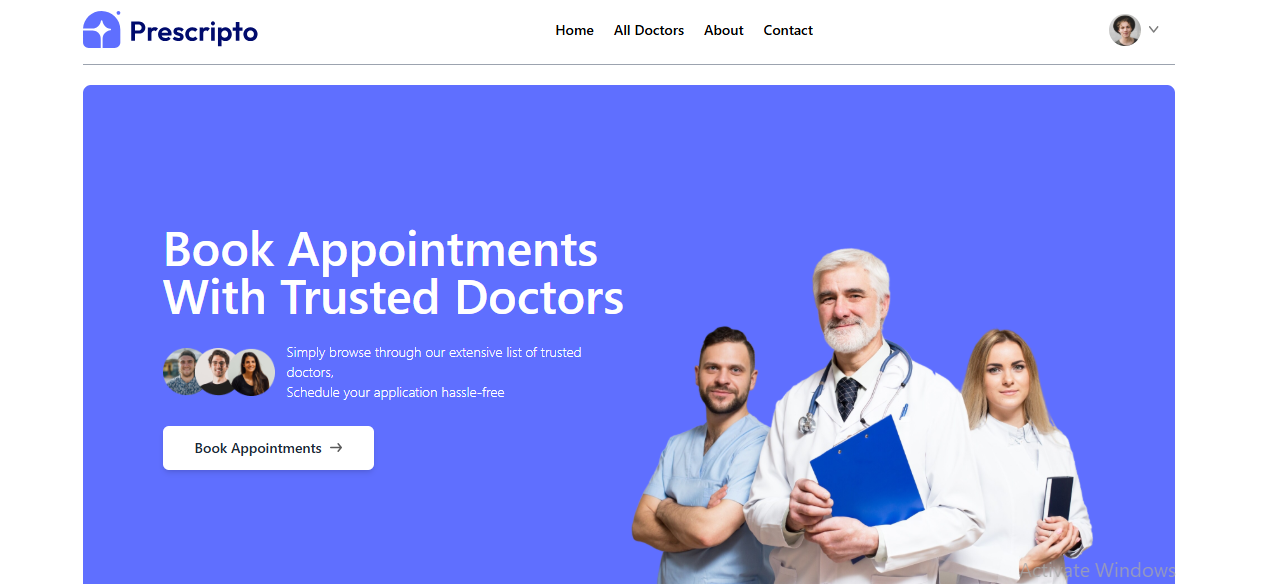 Prescripto
Home
All Doctors
About
Contact
Book Appointments
With Trusted Doctors
Simply browse through our extensive list of trusted
doctors,
Schedule your application hassle-free
Book Appointments →
Activate Windows